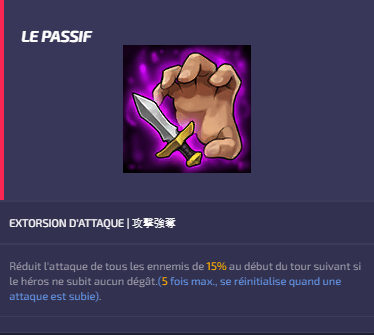 LE PASSIF
EXTORSION D'ATTAQUE | 攻撃強奪
Réduit l'attaque de tous les ennemis de 15% au début du tour suivant si
le héros ne subit aucun dégât.(5 fois max., se réinitialise quand une
attaque est subie).